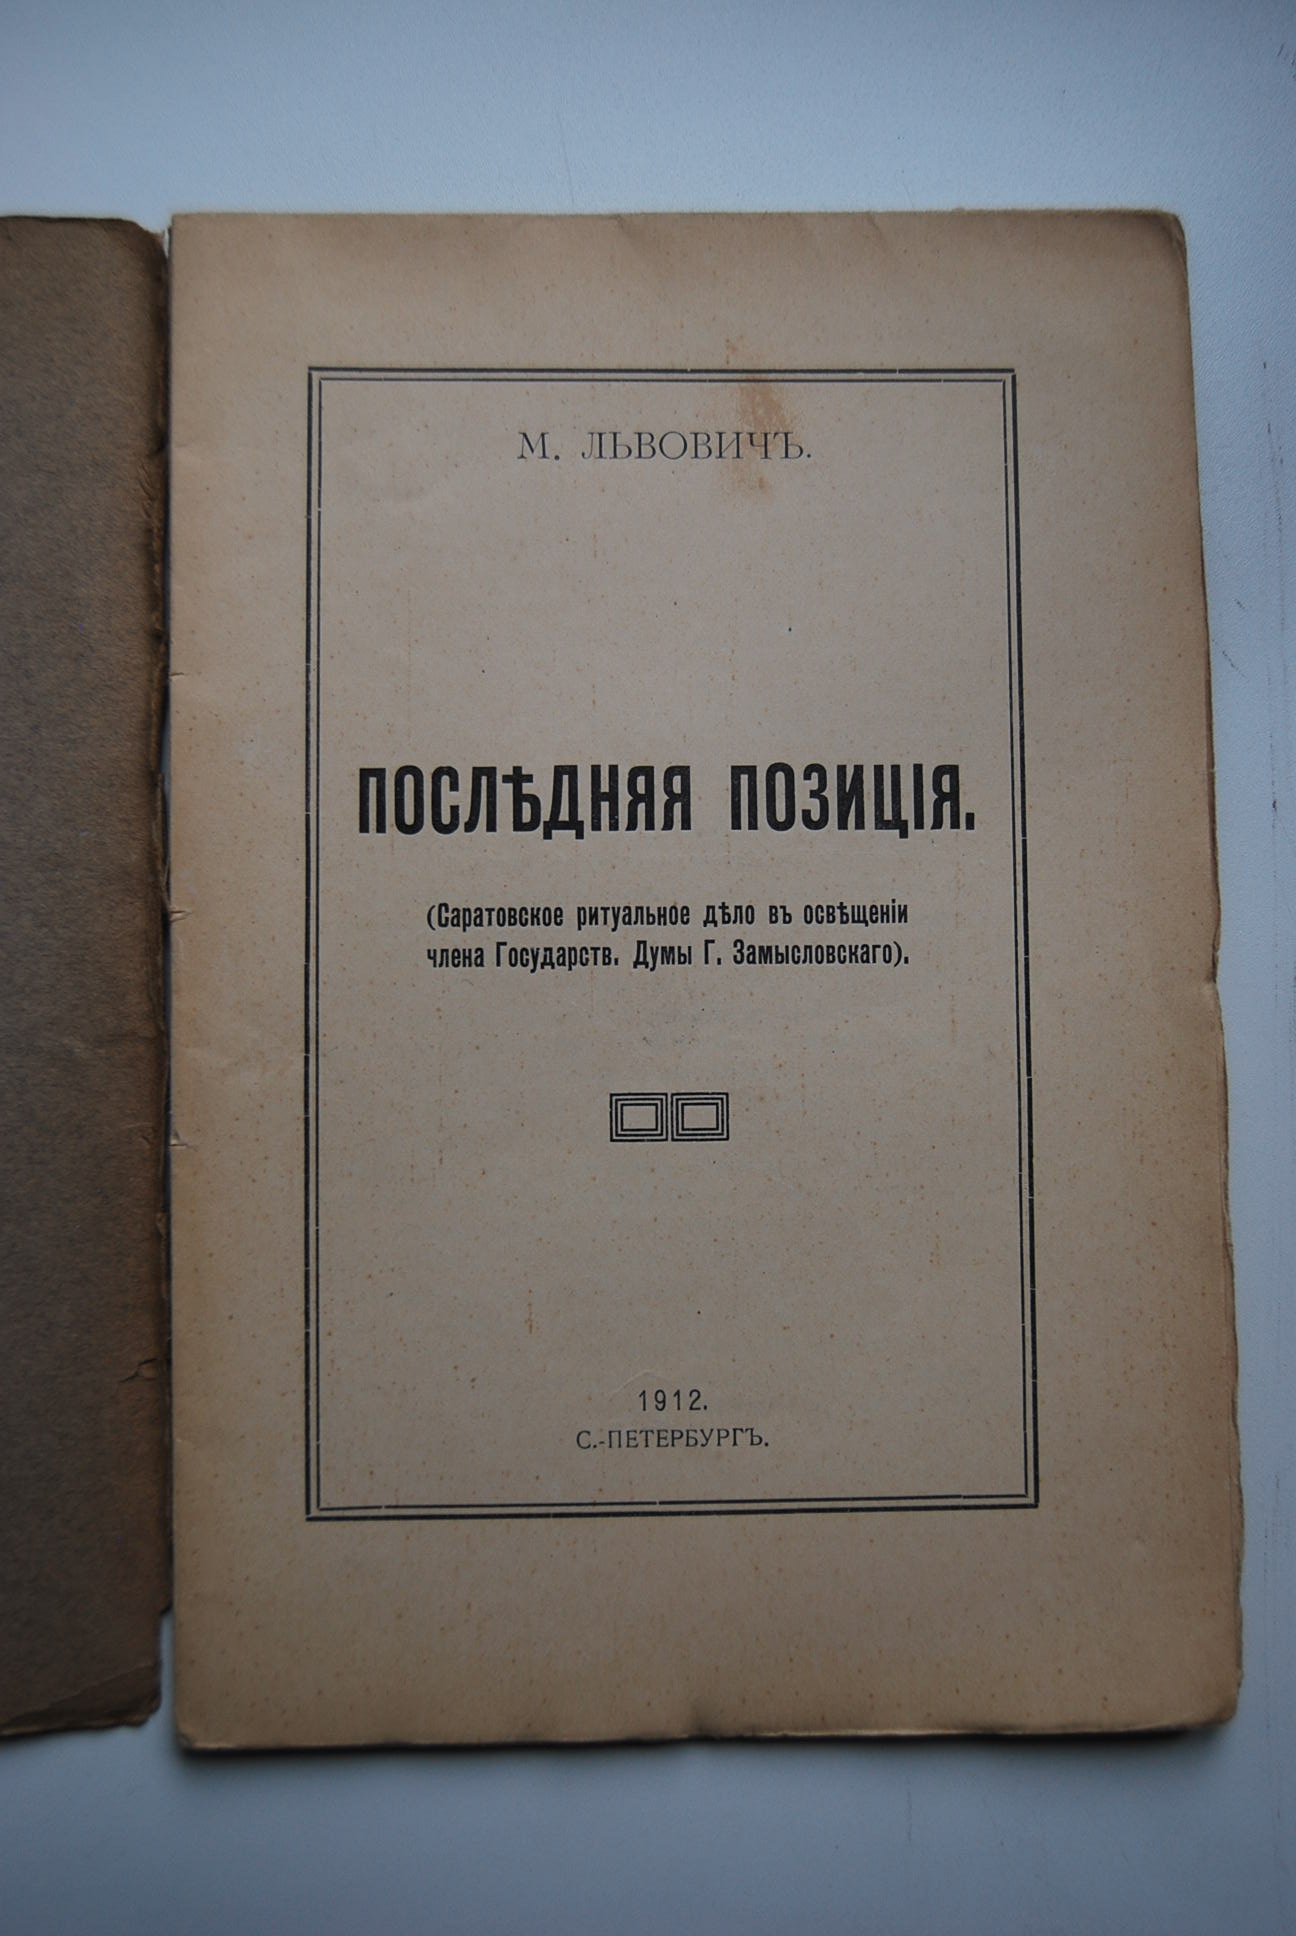 М. ЛЬВОВИЧЪ.
ПОСЛѢДНЯЯ ПОЗИЦІЯ.
(Саратовское ритуальное дѣло въ освѣщеніи
члена Государств. Думы Г. Замысловскаго).
1912.
С.-ПЕТЕРБУРГЪ.